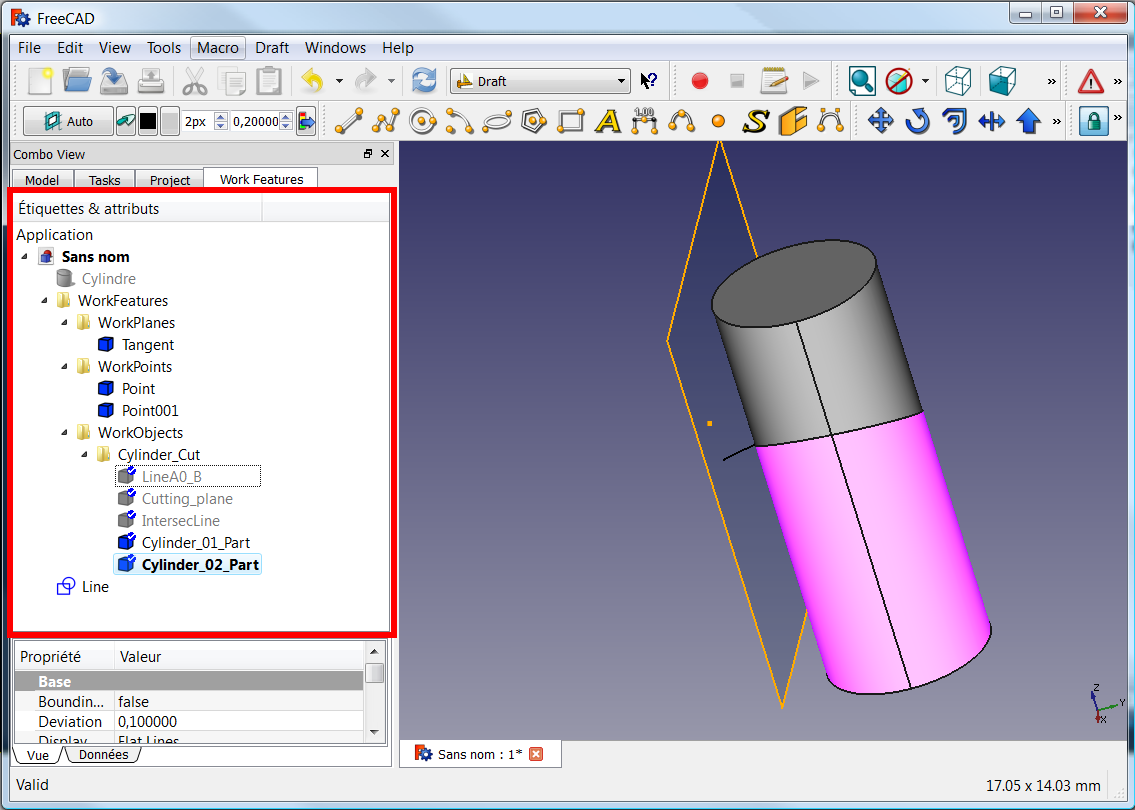 FreeCAD
File Edit View Tools Macro Draft Windows Help
Draft
Auto 2px 0,20000 A 1.00 S
Combo View
Model Tasks Project Work Features
Étiquettes & attributs
Application
Sans nom
Cylindre
WorkFeatures
WorkPlanes
Tangent
WorkPoints
Point
Point001
WorkObjects
Cylinder_Cut
LineA0_B
Cutting_plane
IntersecLine
Cylinder_01_Part
Cylinder_02_Part
Line
Propriété Valeur
Base
Boundin... false
Deviation 0,100000
Display Flat Lines
Vue Données
Z
Y
X
Sans nom : 1*
Valid 17.05 x 14.03 mm